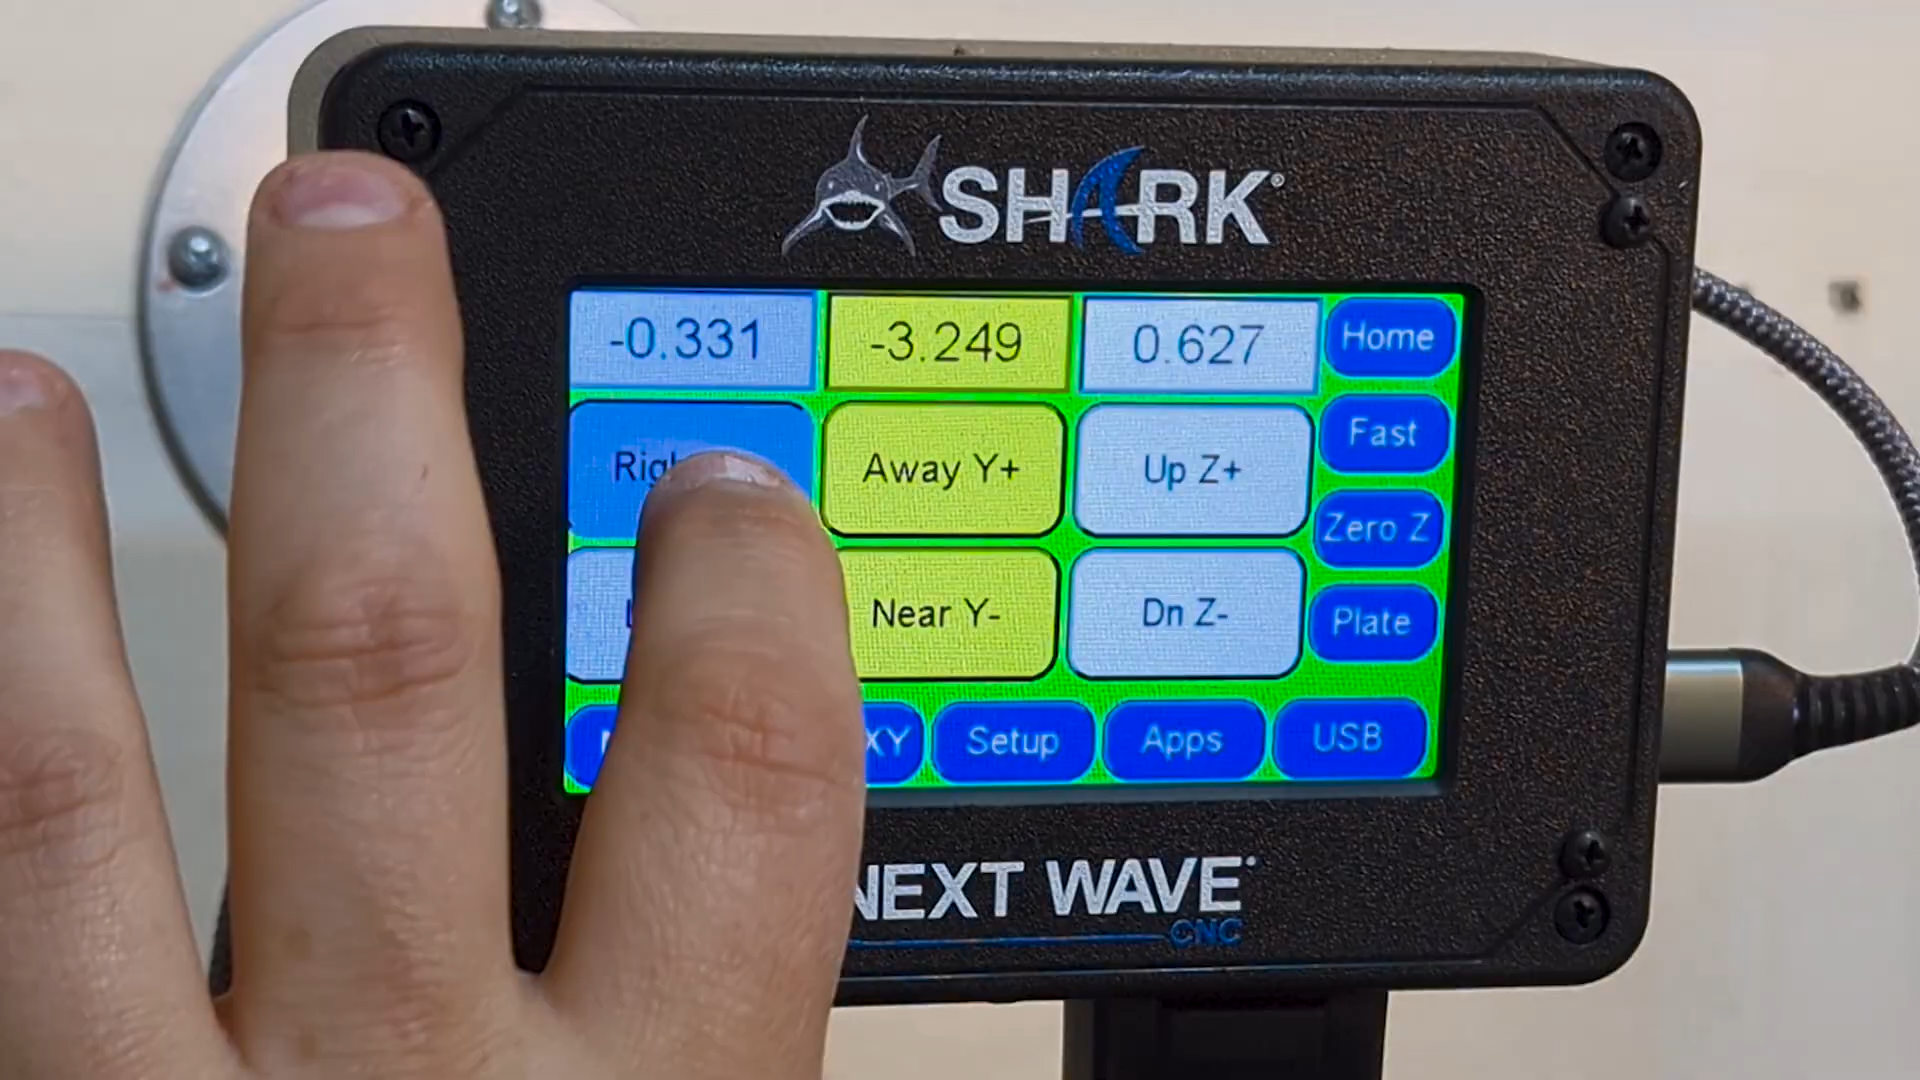 SHARK®
-0.331 -3.249 0.627 Home
Away Y+ Up Z+ Fast
Zero Z
Near Y- Dn Z- Plate
XY Setup Apps USB
NEXT WAVE
CNC